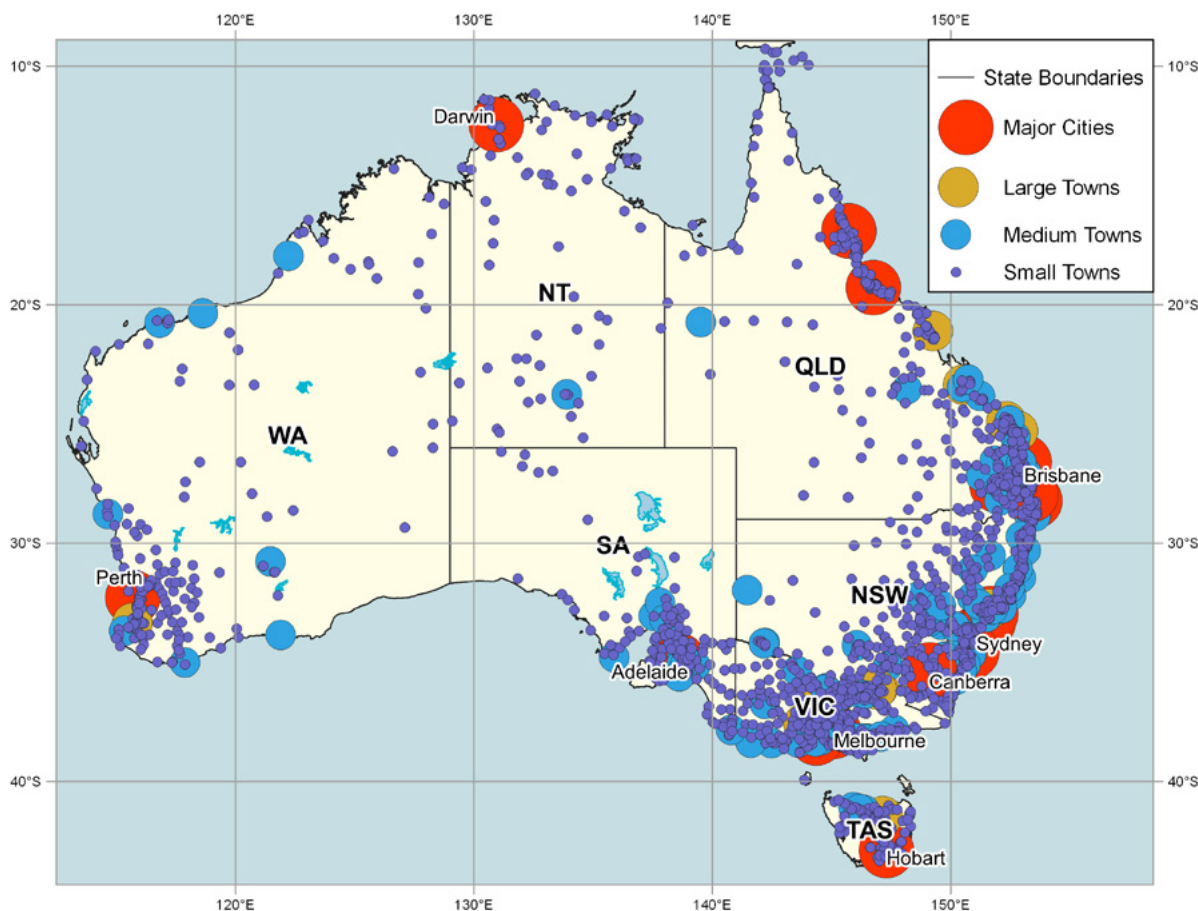 120°E 130°E 140°E 150°E
10°S 10°S
State Boundaries
Major Cities
Large Towns
Medium Towns
Small Towns
Darwin
20°S 20°S
NT
QLD
WA
Brisbane
30°S 30°S
SA
Perth
NSW
Sydney
Adelaide
Canberra
VIC
Melbourne
40°S 40°S
TAS
Hobart
120°E 130°E 140°E 150°E